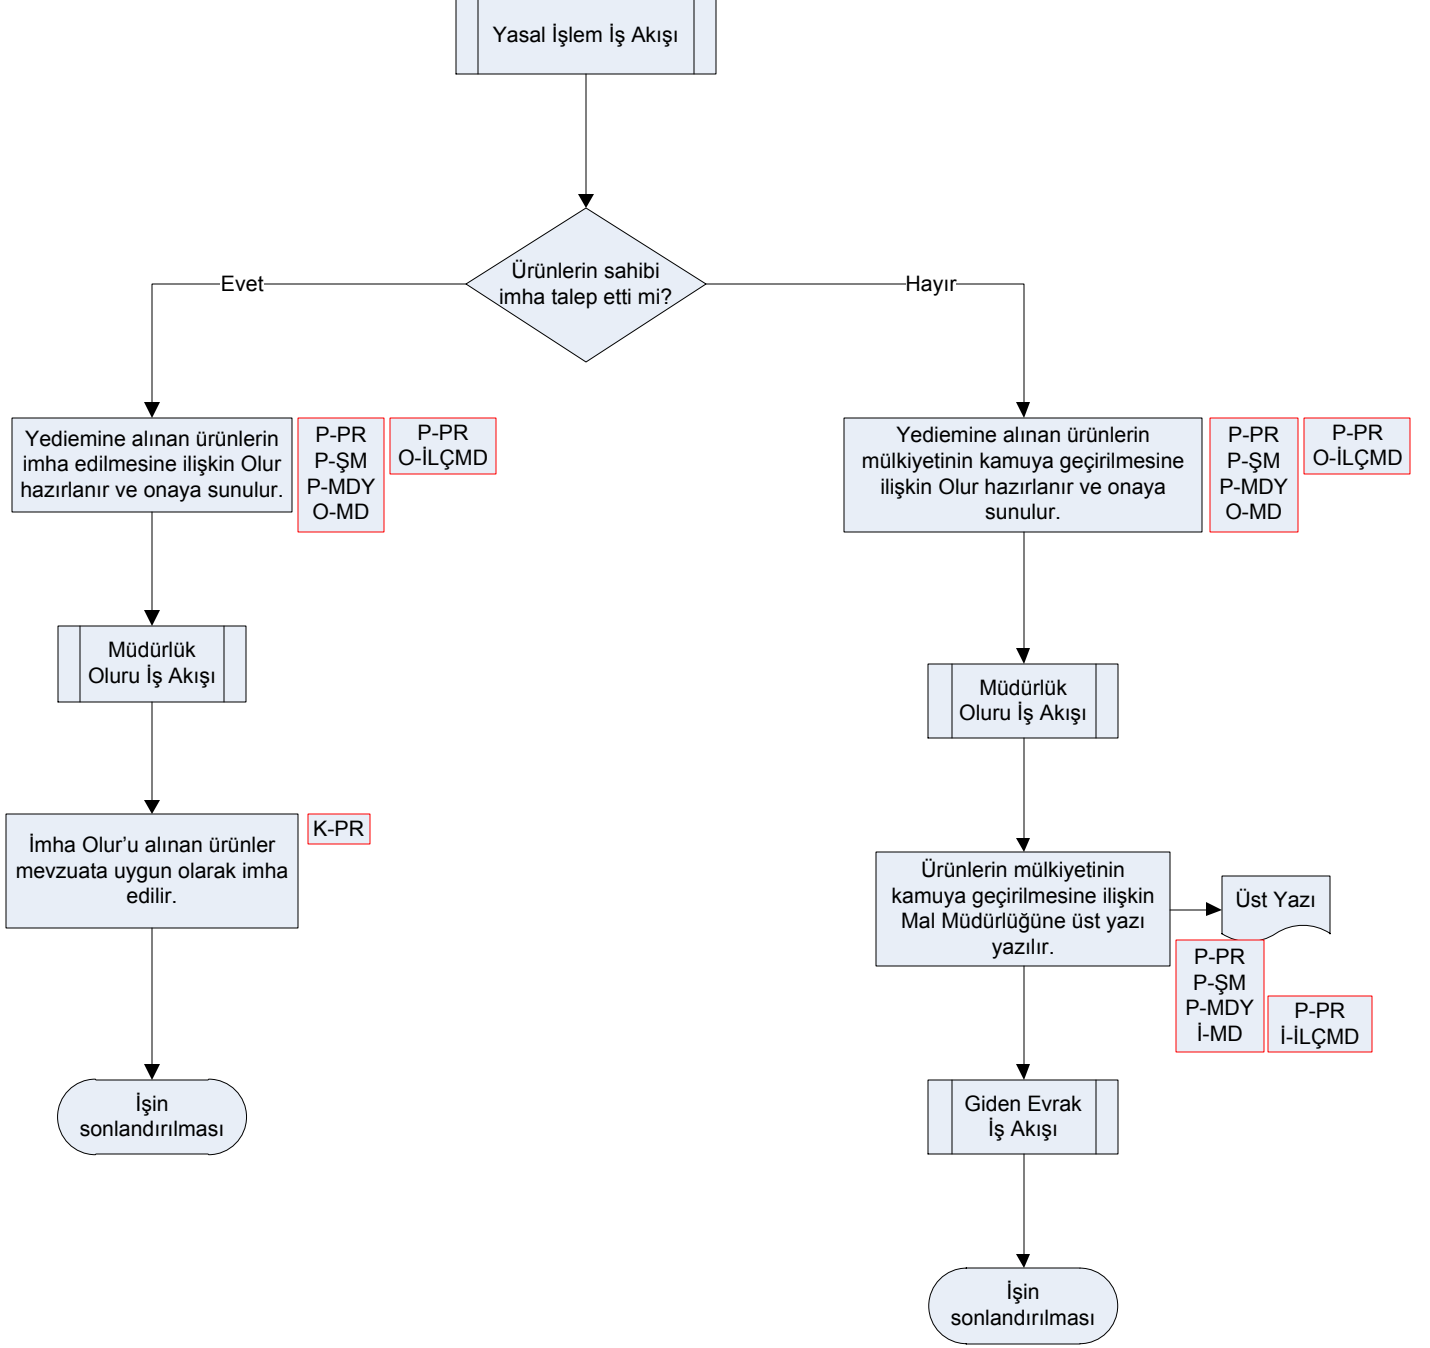 Yasal İşlem İş Akışı
Ürünlerin sahibi
imha talep etti mi?
Evet
Hayır
Yediemine alınan ürünlerin
imha edilmesine ilişkin Olur
hazırlanır ve onaya sunulur.
P-PR
P-ŞM
P-MDY
O-MD
P-PR
O-İLÇMD
Yediemine alınan ürünlerin
mülkiyetinin kamuya geçirilmesine
ilişkin Olur hazırlanır ve onaya
sunulur.
P-PR
P-ŞM
P-MDY
O-MD
P-PR
O-İLÇMD
Müdürlük
Oluru İş Akışı
Müdürlük
Oluru İş Akışı
İmha Olur’u alınan ürünler
mevzuata uygun olarak imha
edilir.
K-PR
Ürünlerin mülkiyetinin
kamuya geçirilmesine ilişkin
Mal Müdürlüğüne üst yazı
yazılır.
Üst Yazı
P-PR
P-ŞM
P-MDY
İ-MD
P-PR
İ-İLÇMD
İşin
sonlandırılması
Giden Evrak
İş Akışı
İşin
sonlandırılması